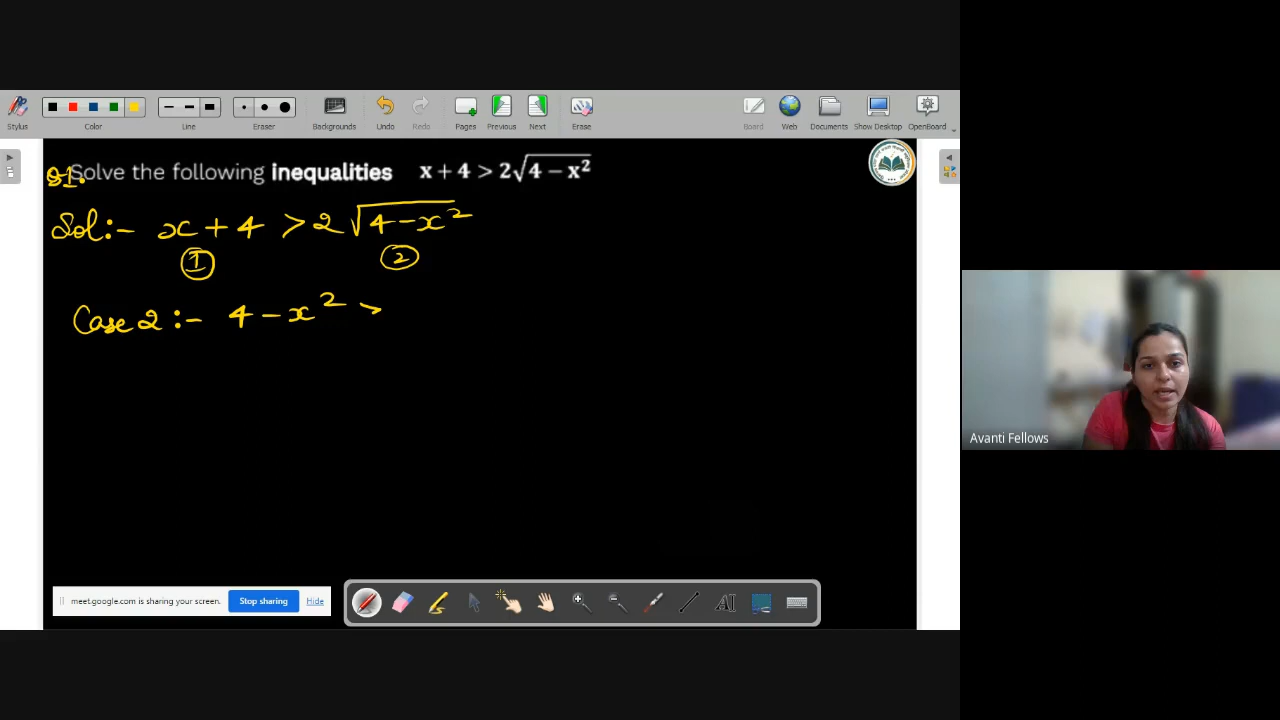 Stylus Color Line Eraser Backgrounds Undo Redo Pages Previous Next Erase Board Web Documents Show Desktop OpenBoard
Q1. Solve the following inequalities x + 4 > 2√(4 − x²)
Sol:- x + 4 > 2√(4 − x²)
① ②
Case 2 :- 4 − x² >
Avanti Fellows
meet.google.com is sharing your screen. Stop sharing Hide
AI